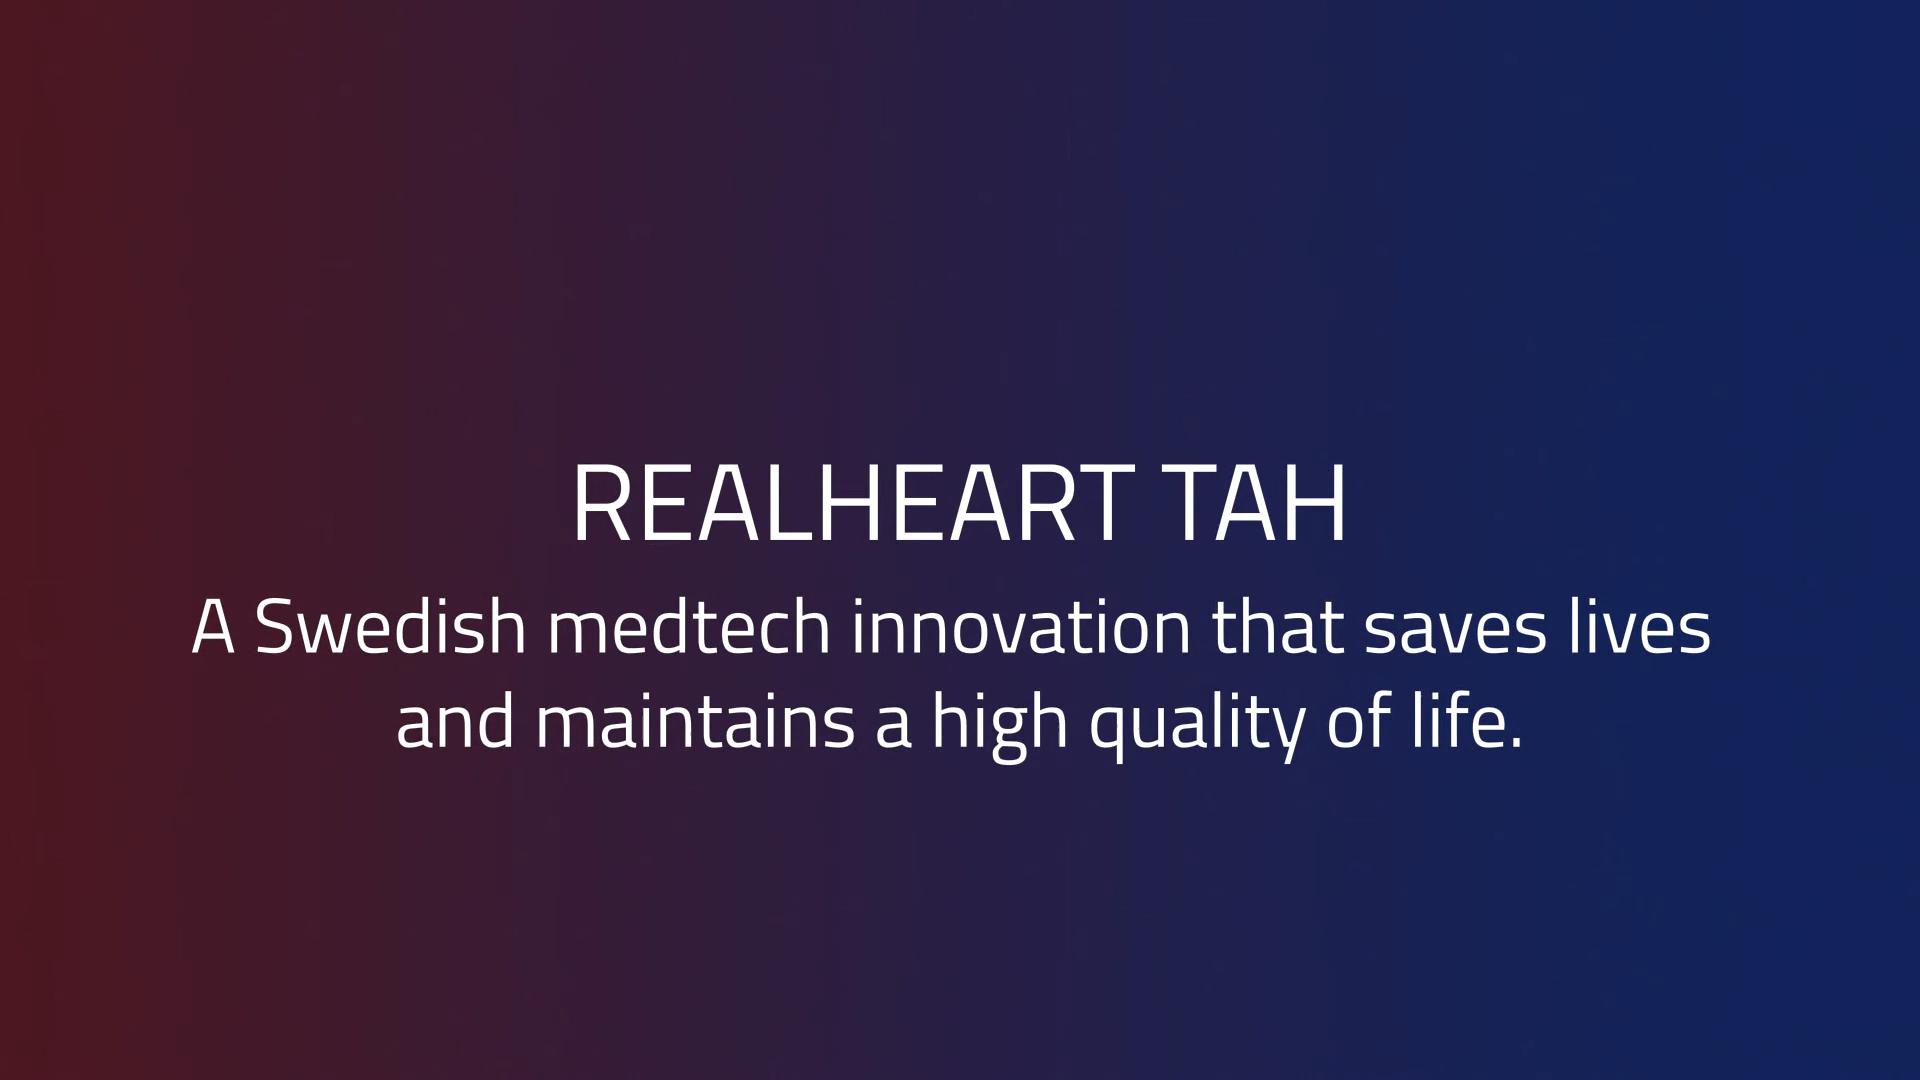 REALHEART TAH
A Swedish medtech innovation that saves lives
and maintains a high quality of life.